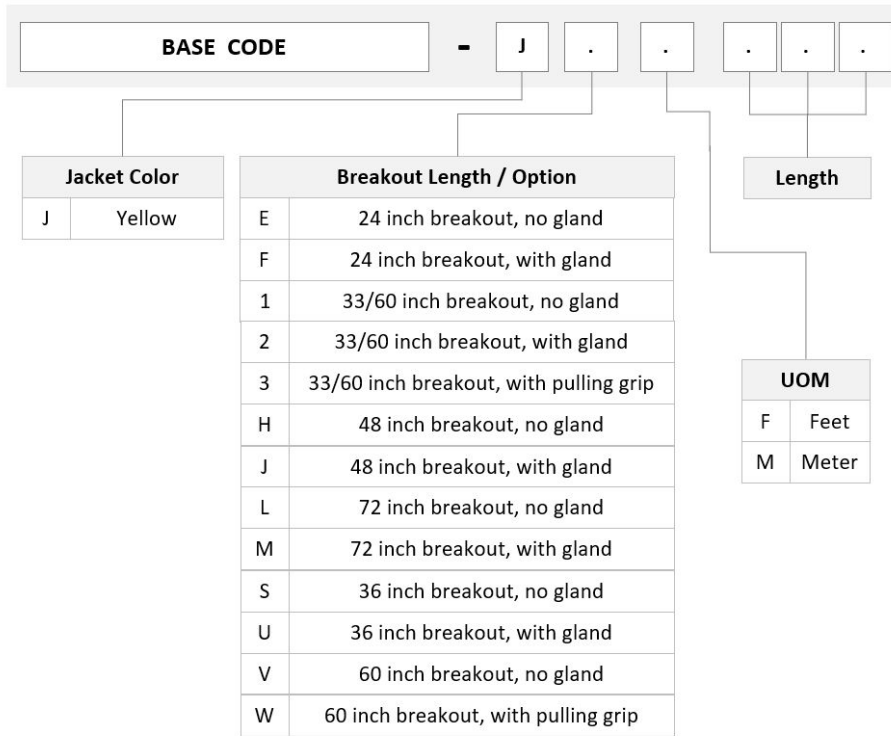 BASE CODE - J . . . . .
Jacket Color
J Yellow
Breakout Length / Option
E 24 inch breakout, no gland
F 24 inch breakout, with gland
1 33/60 inch breakout, no gland
2 33/60 inch breakout, with gland
3 33/60 inch breakout, with pulling grip
H 48 inch breakout, no gland
J 48 inch breakout, with gland
L 72 inch breakout, no gland
M 72 inch breakout, with gland
S 36 inch breakout, no gland
U 36 inch breakout, with gland
V 60 inch breakout, no gland
W 60 inch breakout, with pulling grip
Length
UOM
F Feet
M Meter